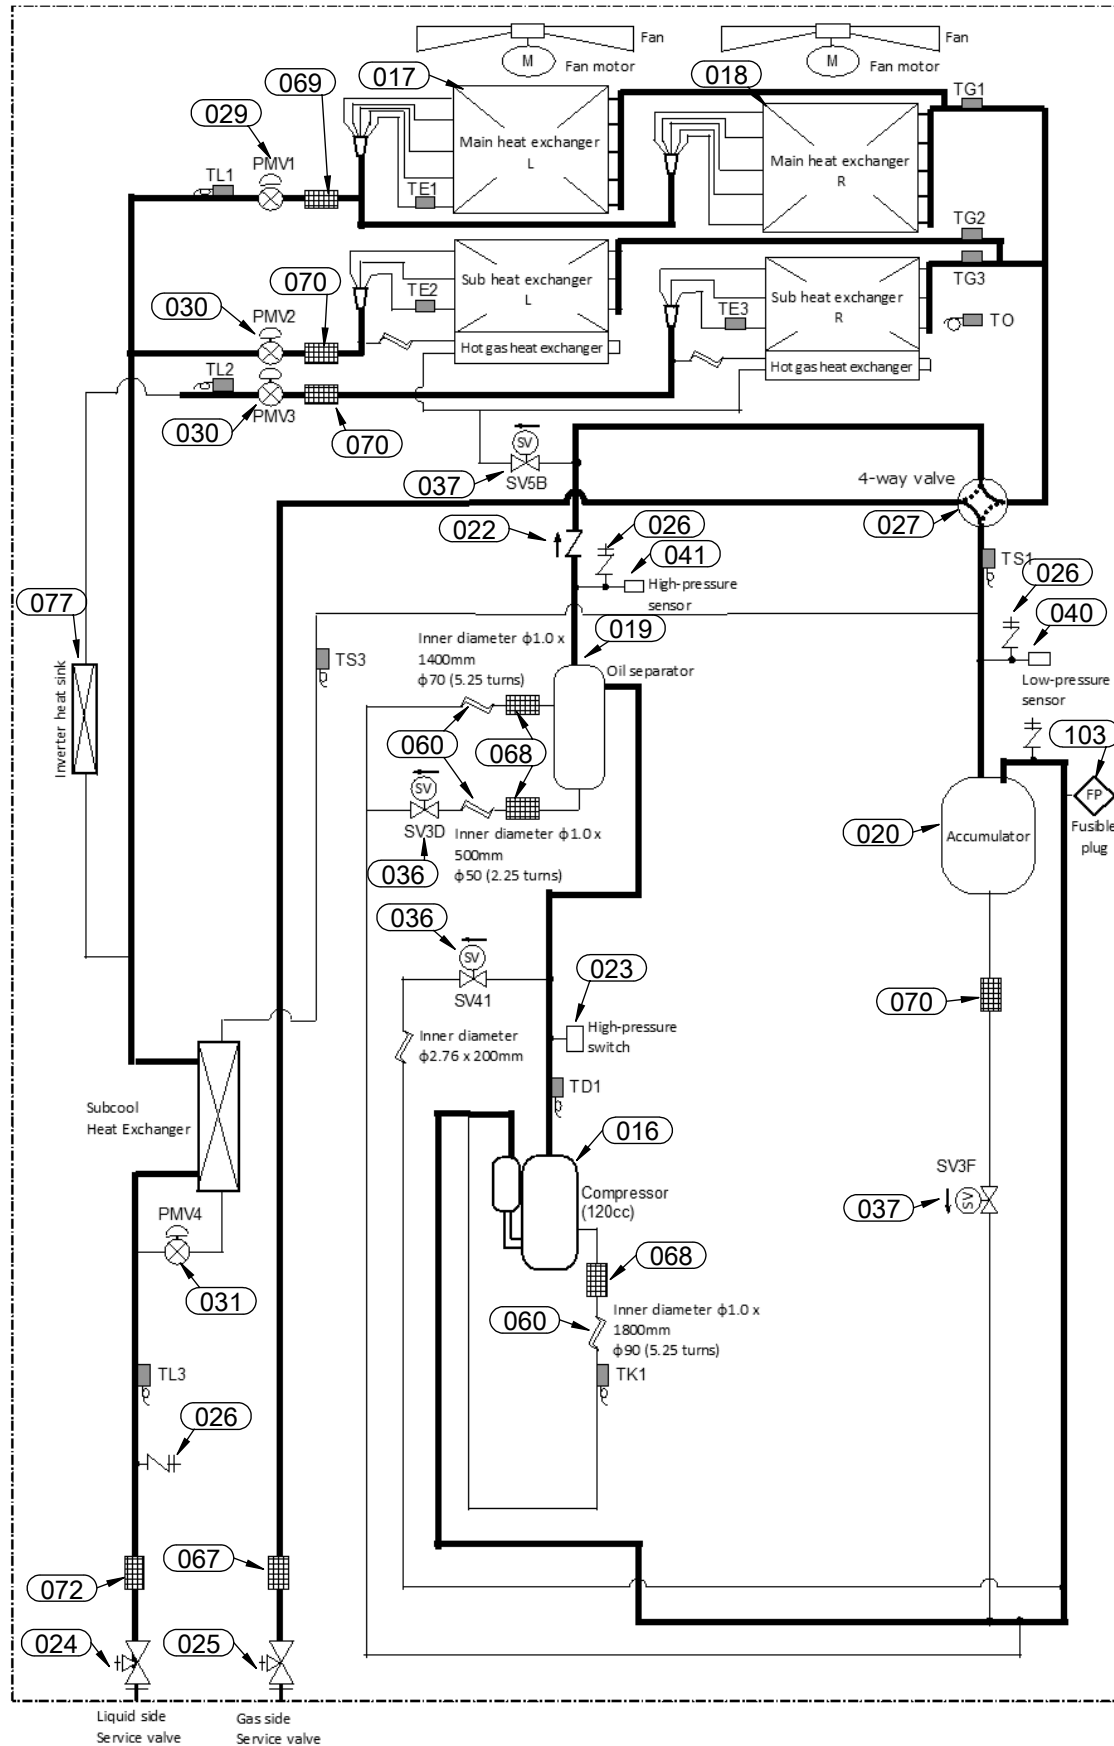 Fan
Fan
M
Fan motor
M
Fan motor
017
018
069
029
TG1
PMV1
TL1
TE1
Main heat exchanger
L
Main heat exchanger
R
TG2
TG3
070
030
PMV2
TE2
Sub heat exchanger
L
TE3
Sub heat exchanger
R
TO
Hot gas heat exchanger
Hot gas heat exchanger
TL2
PMV3
030
070
SV
SV5B
037
4-way valve
027
022
026
041
High-pressure
sensor
TS1
026
040
Low-pressure
sensor
077
Inverter heat sink
TS3
Inner diameter ϕ1.0 x
1400mm
ϕ70 (5.25 turns)
019
Oil separator
060
068
SV
SV3D
036
Inner diameter ϕ1.0 x
500mm
ϕ50 (2.25 turns)
103
FP
Fusible
plug
020
Accumulator
036
SV
SV41
023
High-pressure
switch
070
Inner diameter
ϕ2.76 x 200mm
TD1
Subcool
Heat Exchanger
016
Compressor
(120cc)
SV3F
SV
037
PMV4
031
068
060
Inner diameter ϕ1.0 x
1800mm
ϕ90 (5.25 turns)
TK1
TL3
026
072
067
024
025
Liquid side
Service valve
Gas side
Service valve